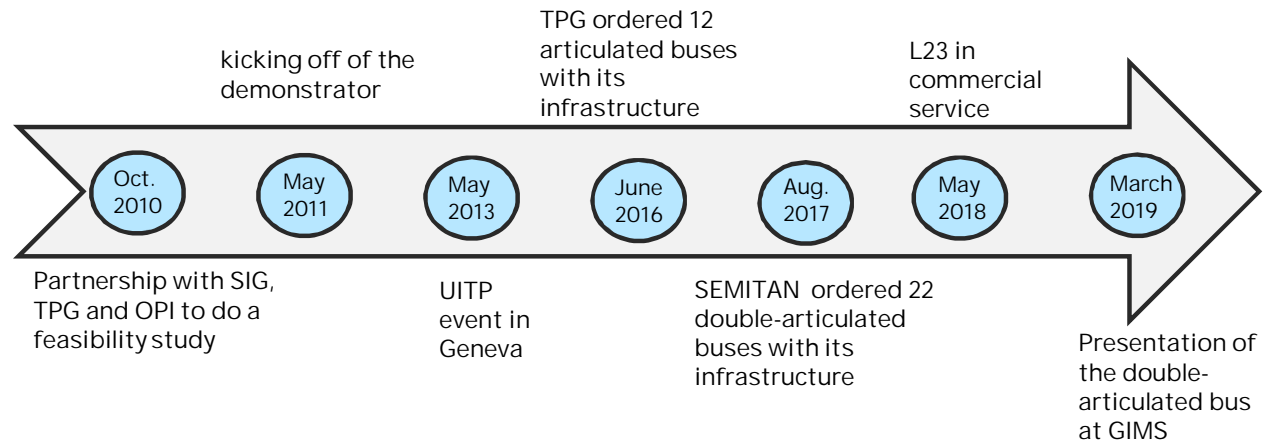 kicking off of the
demonstrator
TPG ordered 12
articulated buses
with its
infrastructure
L23 in
commercial
service
Oct.
2010
May
2011
May
2013
June
2016
Aug.
2017
May
2018
March
2019
Partnership with SIG,
TPG and OPI to do a
feasibility study
UITP
event in
Geneva
SEMITAN ordered 22
double-articulated
buses with its
infrastructure
Presentation of
the double-
articulated bus
at GIMS